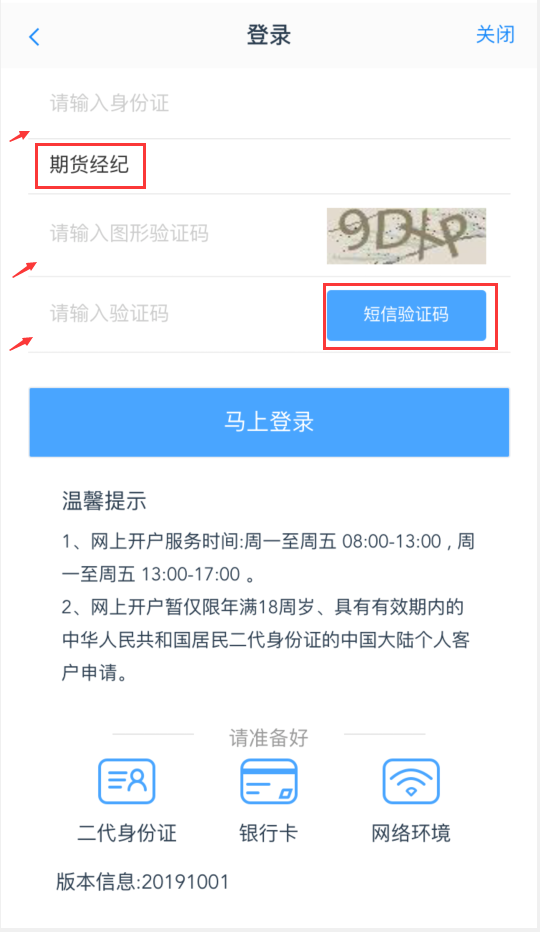 登录
关闭
请输入身份证
期货经纪
请输入图形验证码
请输入验证码
短信验证码
马上登录
温馨提示
1、网上开户服务时间:周一至周五 08:00-13:00 , 周
一至周五 13:00-17:00 。
2、网上开户暂仅限年满18周岁、具有有效期内的
中华人民共和国居民二代身份证的中国大陆个人客
户申请。
请准备好
二代身份证
银行卡
网络环境
版本信息:20191001